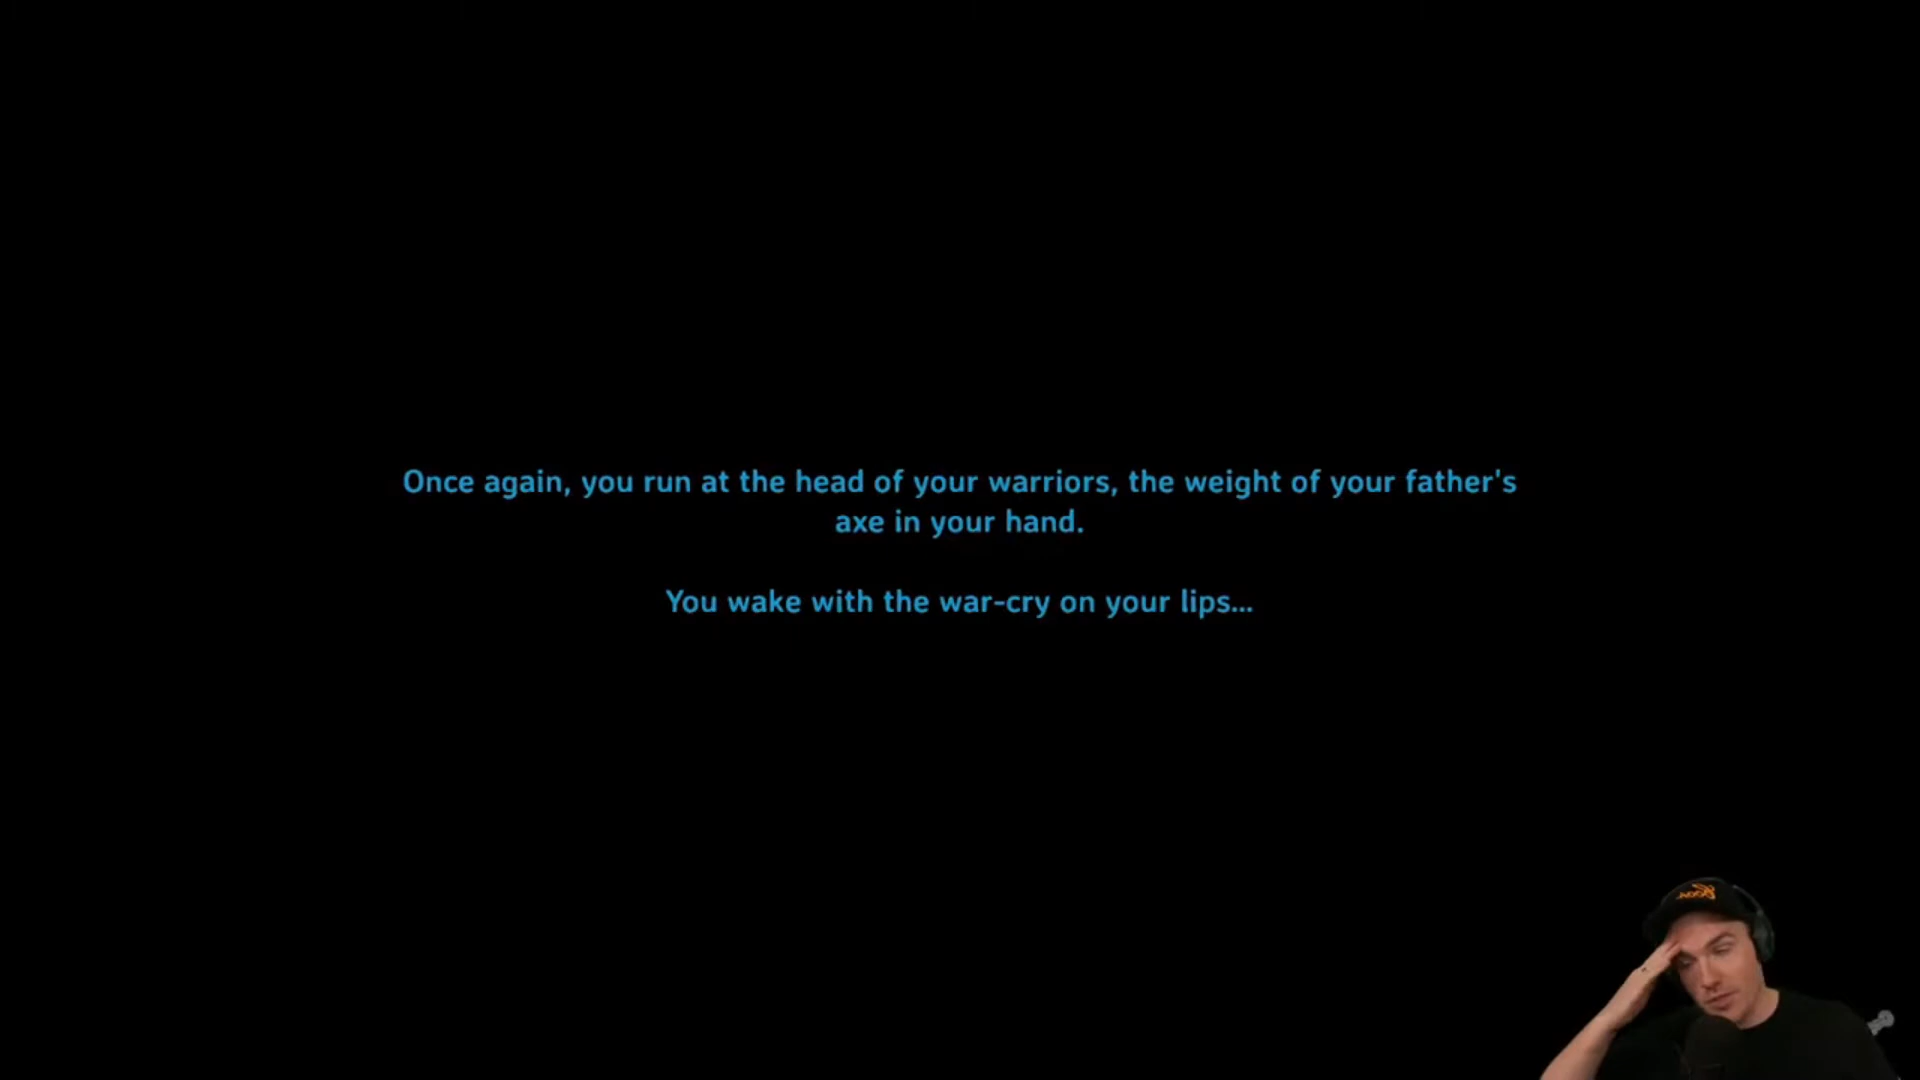 Once again, you run at the head of your warriors, the weight of your father's
axe in your hand.
You wake with the war-cry on your lips...